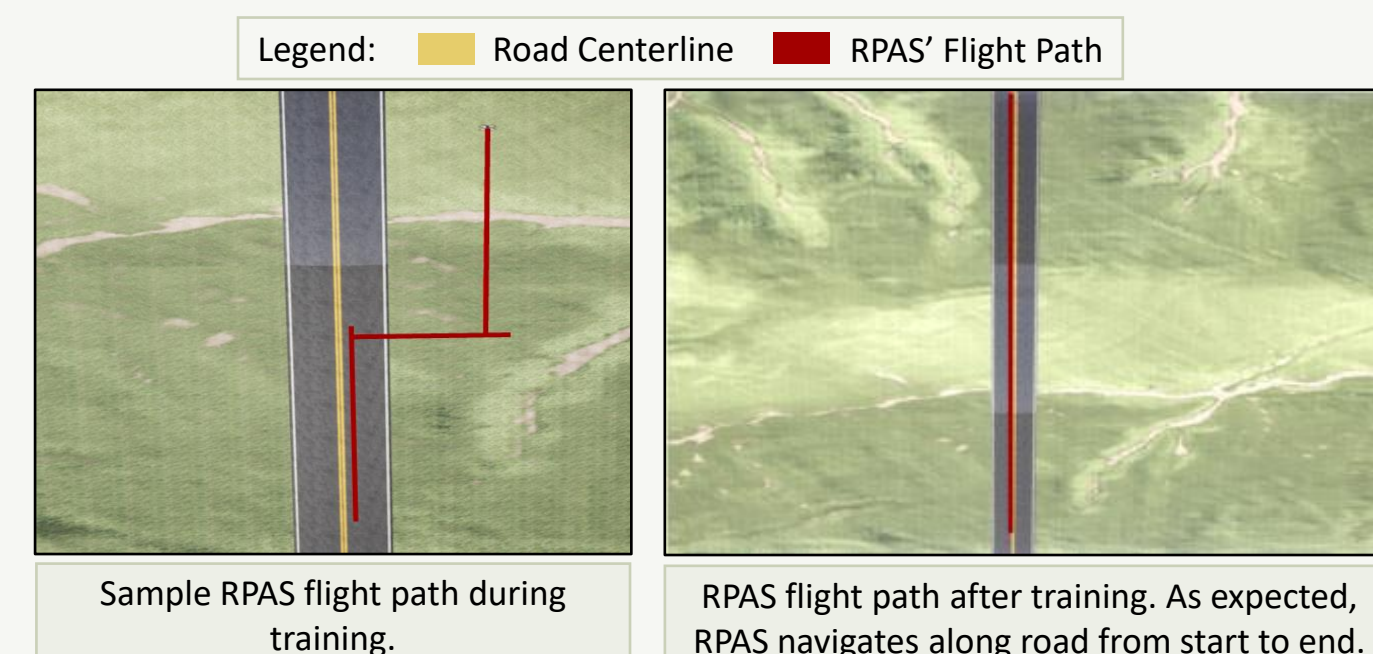 Legend: Road Centerline RPAS' Flight Path
Sample RPAS flight path during
training.
RPAS flight path after training. As expected,
RPAS navigates along road from start to end.